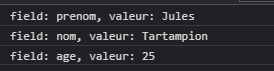 field: prenom, valeur: Jules
field: nom, valeur: Tartampion
field: age, valeur: 25